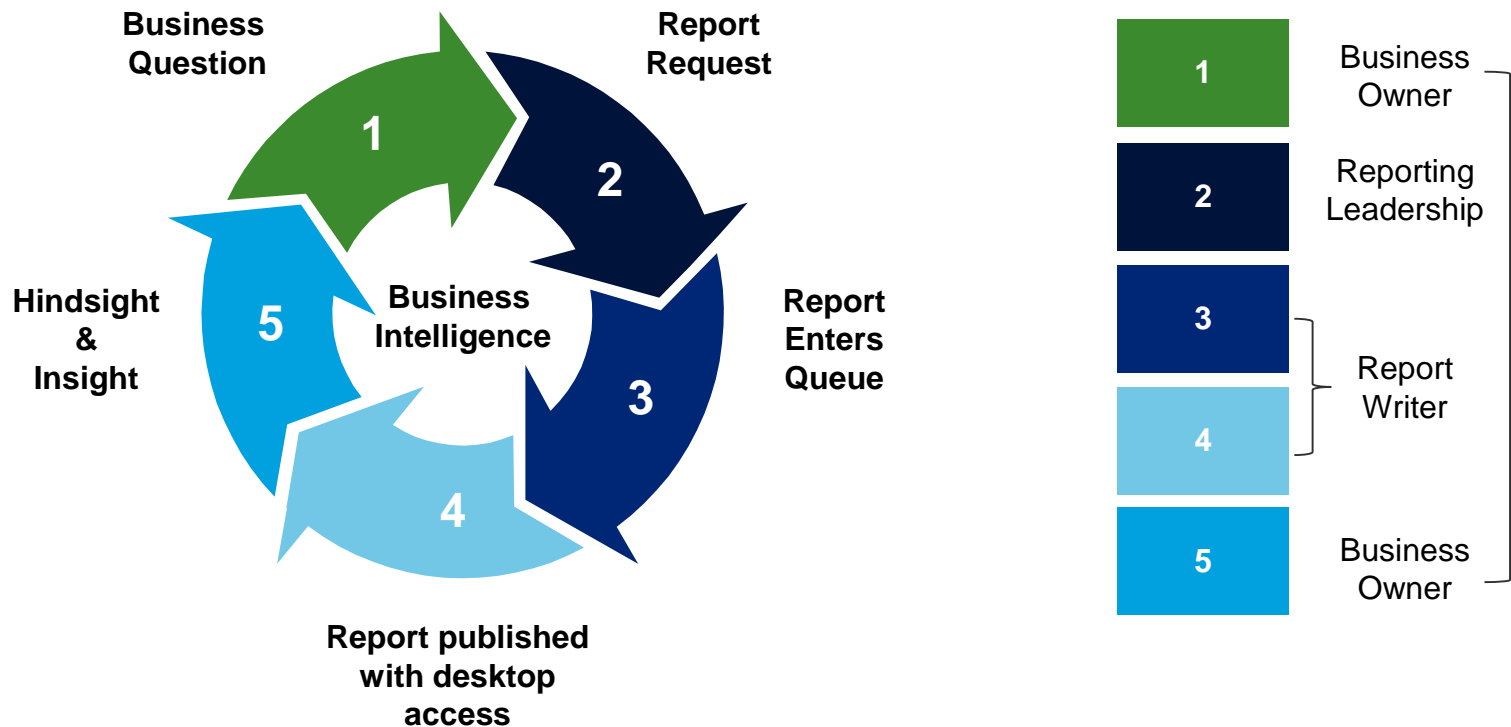 Business
Question
Report
Request
1
2
Hindsight
&
Insight
5
Business
Intelligence
3
Report
Enters
Queue
4
Report published
with desktop
access
1
Business
Owner
2
Reporting
Leadership
3
4
Report
Writer
5
Business
Owner